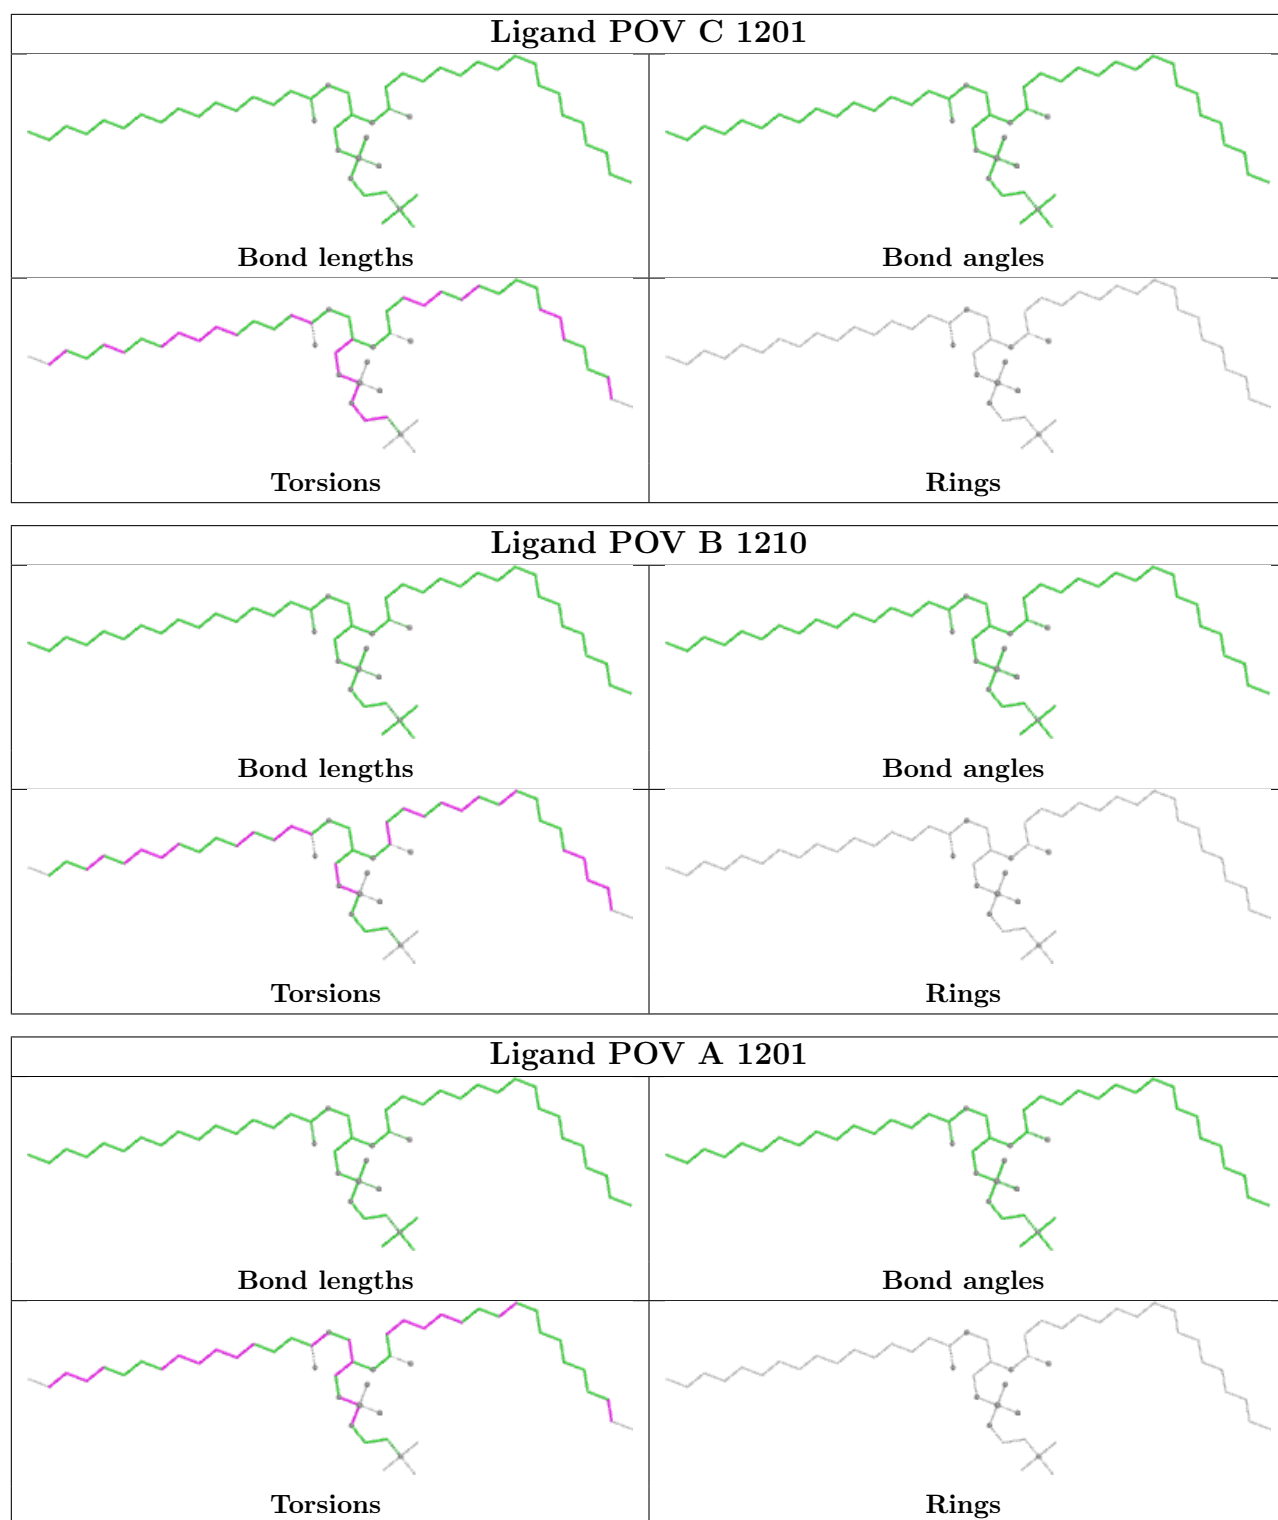 Ligand POV C 1201
Bond lengths
Bond angles
Torsions
Rings
Ligand POV B 1210
Bond lengths
Bond angles
Torsions
Rings
Ligand POV A 1201
Bond lengths
Bond angles
Torsions
Rings